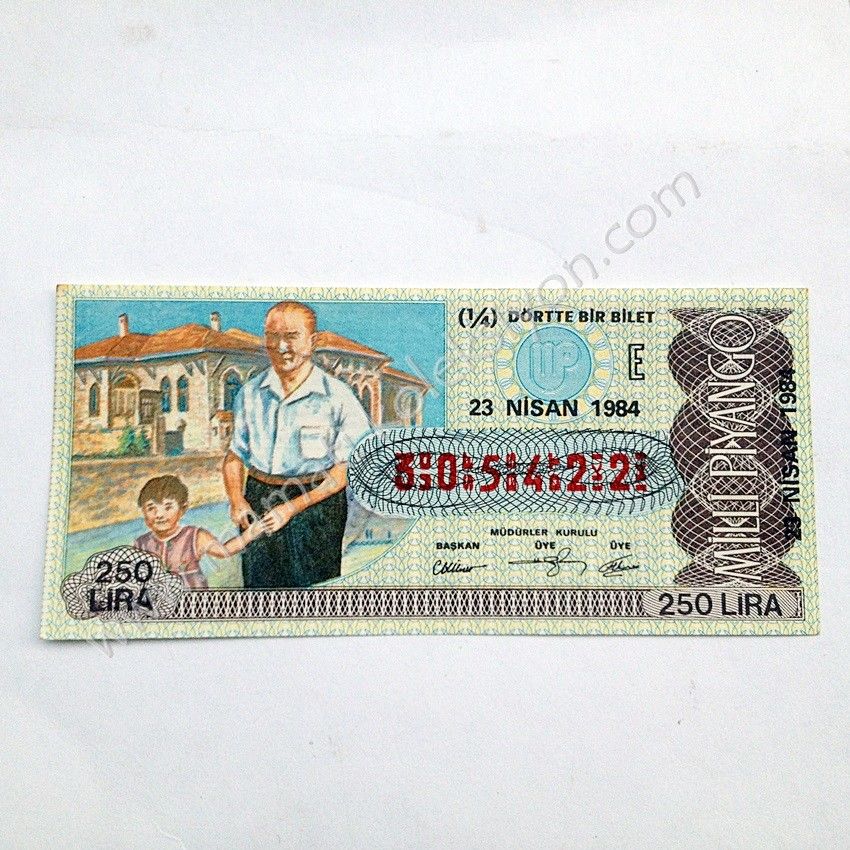 (¼) DÖRTTE BİR BİLET
MP
E
23 NİSAN 1984
3 0 5 4 2 2
MÜDÜRLER KURULU
BAŞKAN ÜYE ÜYE
250 LİRA
250 LİRA
MİLLİ PİYANGO
23 NİSAN 1984